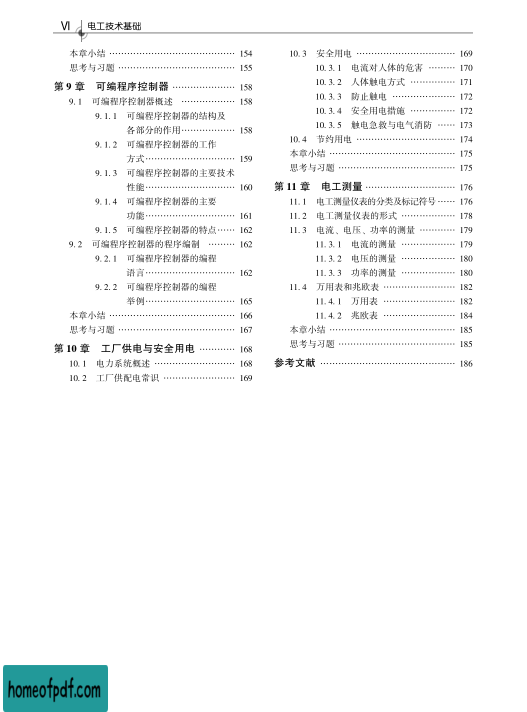 Ⅵ 电工技术基础
本章小结 …………………………………… 154
思考与习题 ………………………………… 155
第 9 章 可编程序控制器 ………………… 158
9. 1 可编程序控制器概述 ……………… 158
9. 1. 1 可编程序控制器的结构及
各部分的作用……………… 158
9. 1. 2 可编程序控制器的工作
方式………………………… 159
9. 1. 3 可编程序控制器的主要技术
性能………………………… 160
9. 1. 4 可编程序控制器的主要
功能………………………… 161
9. 1. 5 可编程序控制器的特点…… 162
9. 2 可编程序控制器的程序编制 ……… 162
9. 2. 1 可编程序控制器的编程
语言………………………… 162
9. 2. 2 可编程序控制器的编程
举例………………………… 165
本章小结 …………………………………… 166
思考与习题 ………………………………… 167
第 10 章 工厂供电与安全用电 ………… 168
10. 1 电力系统概述 ……………………… 168
10. 2 工厂供配电常识 …………………… 169
10. 3 安全用电 …………………………… 169
10. 3. 1 电流对人体的危害 ……… 170
10. 3. 2 人体触电方式 …………… 171
10. 3. 3 防止触电 ………………… 172
10. 3. 4 安全用电措施 …………… 172
10. 3. 5 触电急救与电气消防 …… 173
10. 4 节约用电 …………………………… 174
本章小结 …………………………………… 175
思考与习题 ………………………………… 175
第 11 章 电工测量 ………………………… 176
11. 1 电工测量仪表的分类及标记符号…… 176
11. 2 电工测量仪表的形式 ……………… 178
11. 3 电流、电压、功率的测量 ………… 179
11. 3. 1 电流的测量 ……………… 179
11. 3. 2 电压的测量 ……………… 180
11. 3. 3 功率的测量 ……………… 180
11. 4 万用表和兆欧表 …………………… 182
11. 4. 1 万用表 …………………… 182
11. 4. 2 兆欧表 …………………… 184
本章小结 …………………………………… 185
思考与习题 ………………………………… 185
参考文献 ……………………………………… 186
homeofpdf.com